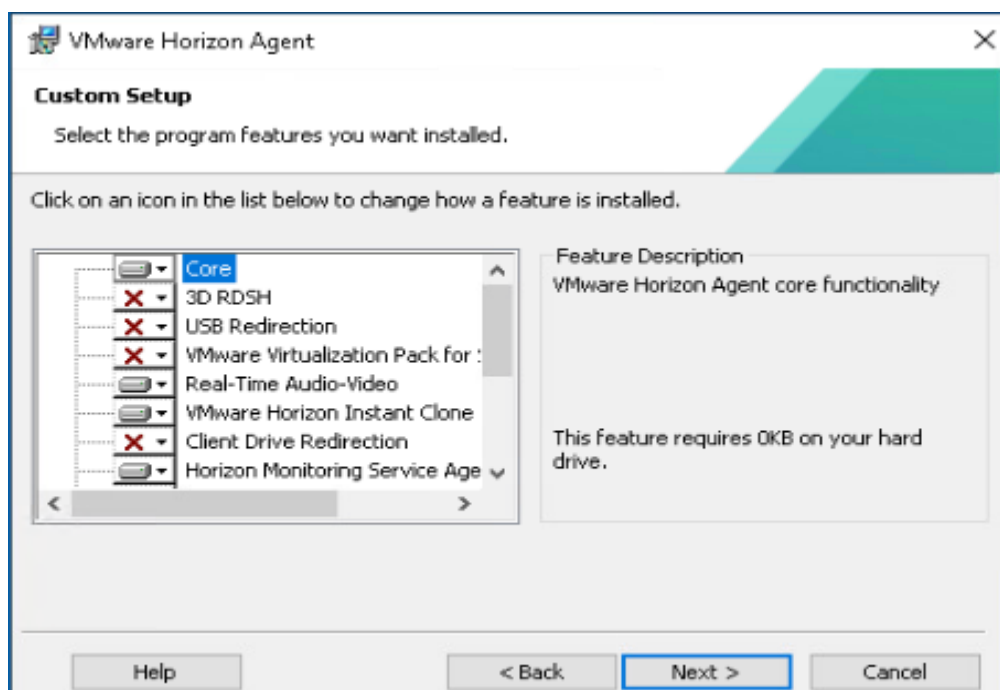 VMware Horizon Agent
Custom Setup
Select the program features you want installed.
Click on an icon in the list below to change how a feature is installed.
Core
3D RDSH
USB Redirection
VMware Virtualization Pack for
Real-Time Audio-Video
VMware Horizon Instant Clone
Client Drive Redirection
Horizon Monitoring Service Age
Feature Description
VMware Horizon Agent core functionality
This feature requires 0KB on your hard
drive.
Help
< Back
Next >
Cancel